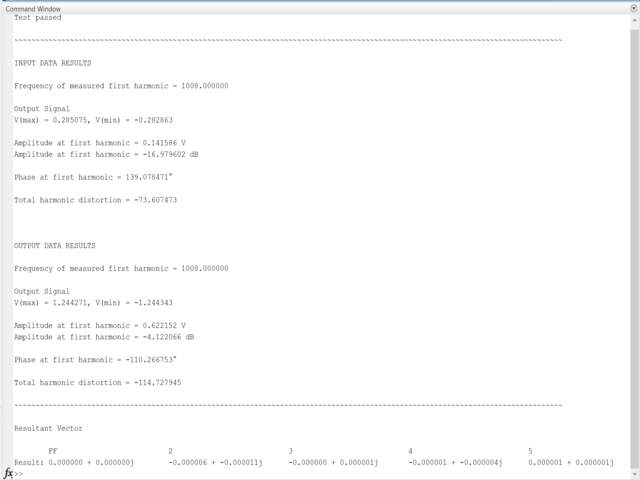 Command Window
Test passed
~~~~~~~~~~~~~~~~~~~~~~~~~~~~~~~~~~~~~~~~~~~~~~~~~~~~~~~~~~~~~~~~~~~~~~~~~~~~~~~~~~~~~~~~~~~~~~~~~~~~~~~~~~~~~~~~~~~~~~~~~~~~~~~~~~~~~~~~
INPUT DATA RESULTS
Frequency of measured first harmonic = 1008.000000
Output Signal
V(max) = 0.285075, V(min) = -0.282863
Amplitude at first harmonic = 0.141586 V
Amplitude at first harmonic = -16.979602 dB
Phase at first harmonic = 139.078471°
Total harmonic distortion = -73.607473
OUTPUT DATA RESULTS
Frequency of measured first harmonic = 1008.000000
Output Signal
V(max) = 1.244271, V(min) = -1.244343
Amplitude at first harmonic = 0.622152 V
Amplitude at first harmonic = -4.122066 dB
Phase at first harmonic = -110.266753°
Total harmonic distortion = -114.727945
~~~~~~~~~~~~~~~~~~~~~~~~~~~~~~~~~~~~~~~~~~~~~~~~~~~~~~~~~~~~~~~~~~~~~~~~~~~~~~~~~~~~~~~~~~~~~~~~~~~~~~~~~~~~~~~~~~~~~~~~~~~~~~~~~~~~~~~~
Resultant Vector
FF 2 3 4 5
Result: 0.000000 + 0.000000j -0.000006 + -0.000011j -0.000000 + 0.000001j -0.000001 + -0.000004j 0.000001 + 0.000001j
fx >>